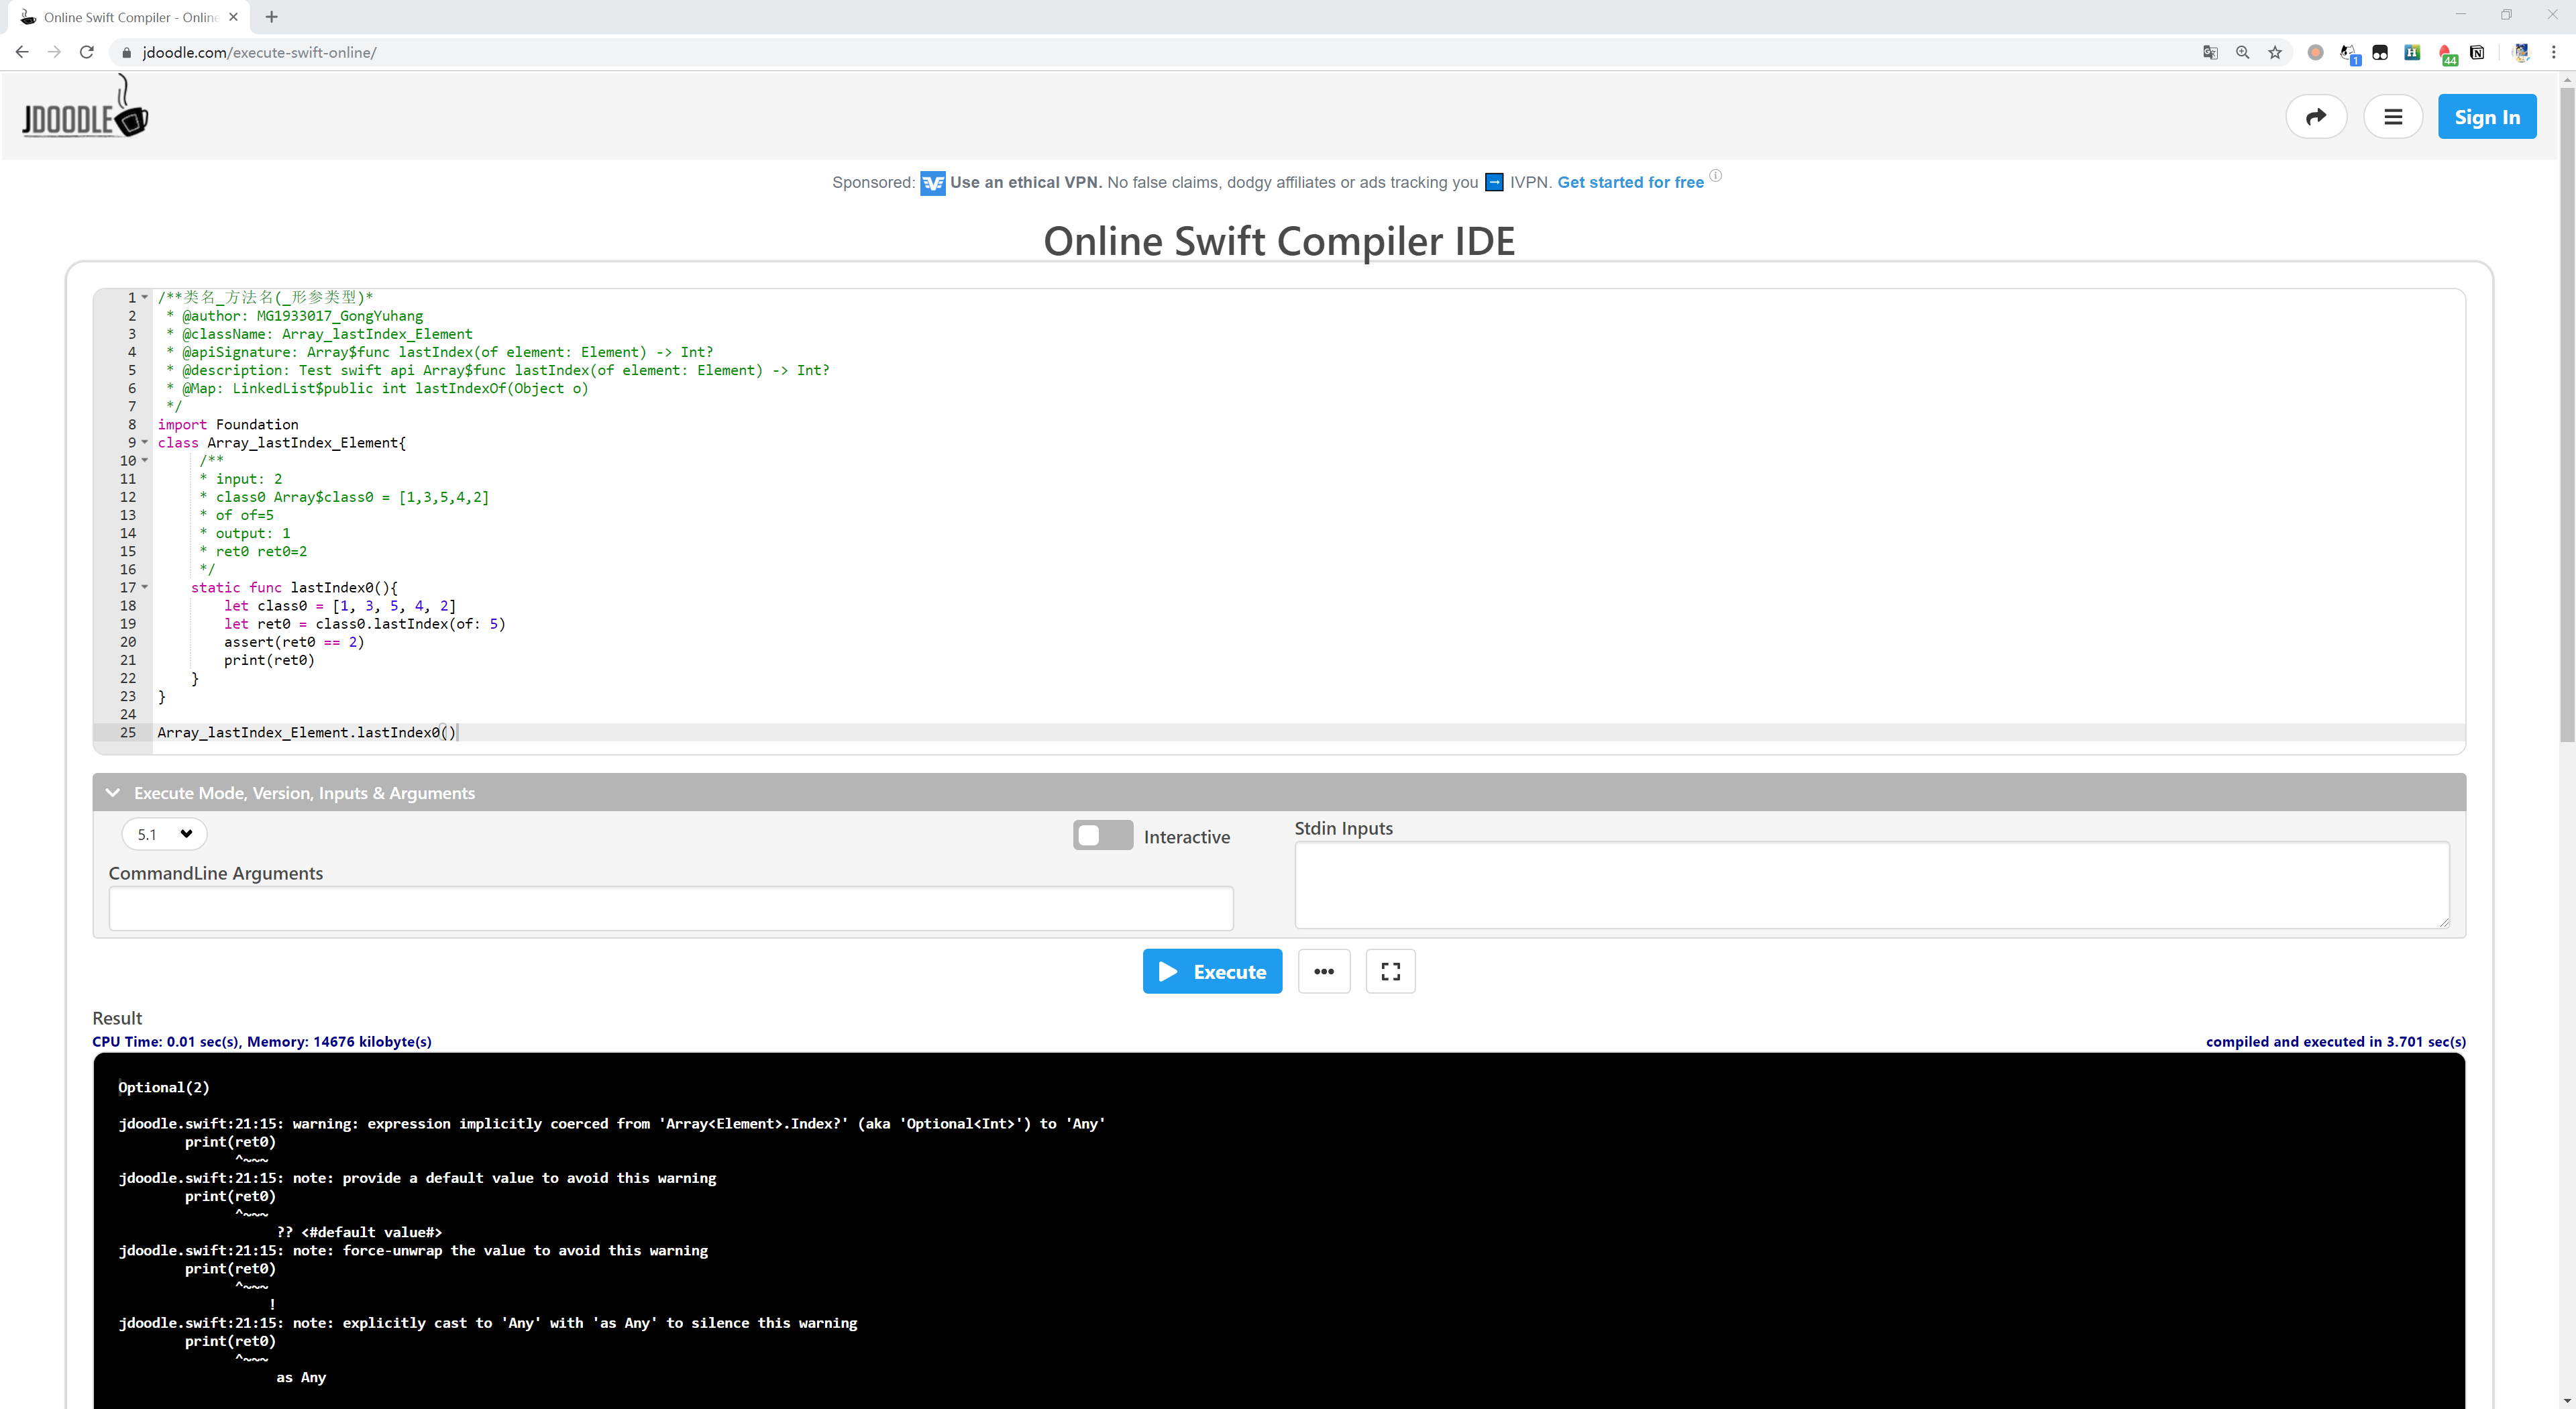 Online Swift Compiler - Online
jdoodle.com/execute-swift-online/
1
44
JDOODLE
Sign In
Sponsored: Use an ethical VPN. No false claims, dodgy affiliates or ads tracking you IVPN. Get started for free
Online Swift Compiler IDE
1 /**类名_方法名(_形参类型)*
2 * @author: MG1933017_GongYuhang
3 * @className: Array_lastIndex_Element
4 * @apiSignature: Array$func lastIndex(of element: Element) -> Int?
5 * @description: Test swift api Array$func lastIndex(of element: Element) -> Int?
6 * @Map: LinkedList$public int lastIndexOf(Object o)
7 */
8 import Foundation
9 class Array_lastIndex_Element{
10 /**
11 * input: 2
12 * class0 Array$class0 = [1,3,5,4,2]
13 * of of=5
14 * output: 1
15 * ret0 ret0=2
16 */
17 static func lastIndex0(){
18 let class0 = [1, 3, 5, 4, 2]
19 let ret0 = class0.lastIndex(of: 5)
20 assert(ret0 == 2)
21 print(ret0)
22 }
23 }
24
25 Array_lastIndex_Element.lastIndex0()
Execute Mode, Version, Inputs & Arguments
5.1
Interactive
Stdin Inputs
CommandLine Arguments
Execute
Result
CPU Time: 0.01 sec(s), Memory: 14676 kilobyte(s)
compiled and executed in 3.701 sec(s)
Optional(2)
jdoodle.swift:21:15: warning: expression implicitly coerced from 'Array<Element>.Index?' (aka 'Optional<Int>') to 'Any'
print(ret0)
^~~~
jdoodle.swift:21:15: note: provide a default value to avoid this warning
print(ret0)
^~~~
?? <#default value#>
jdoodle.swift:21:15: note: force-unwrap the value to avoid this warning
print(ret0)
^~~~
!
jdoodle.swift:21:15: note: explicitly cast to 'Any' with 'as Any' to silence this warning
print(ret0)
^~~~
as Any